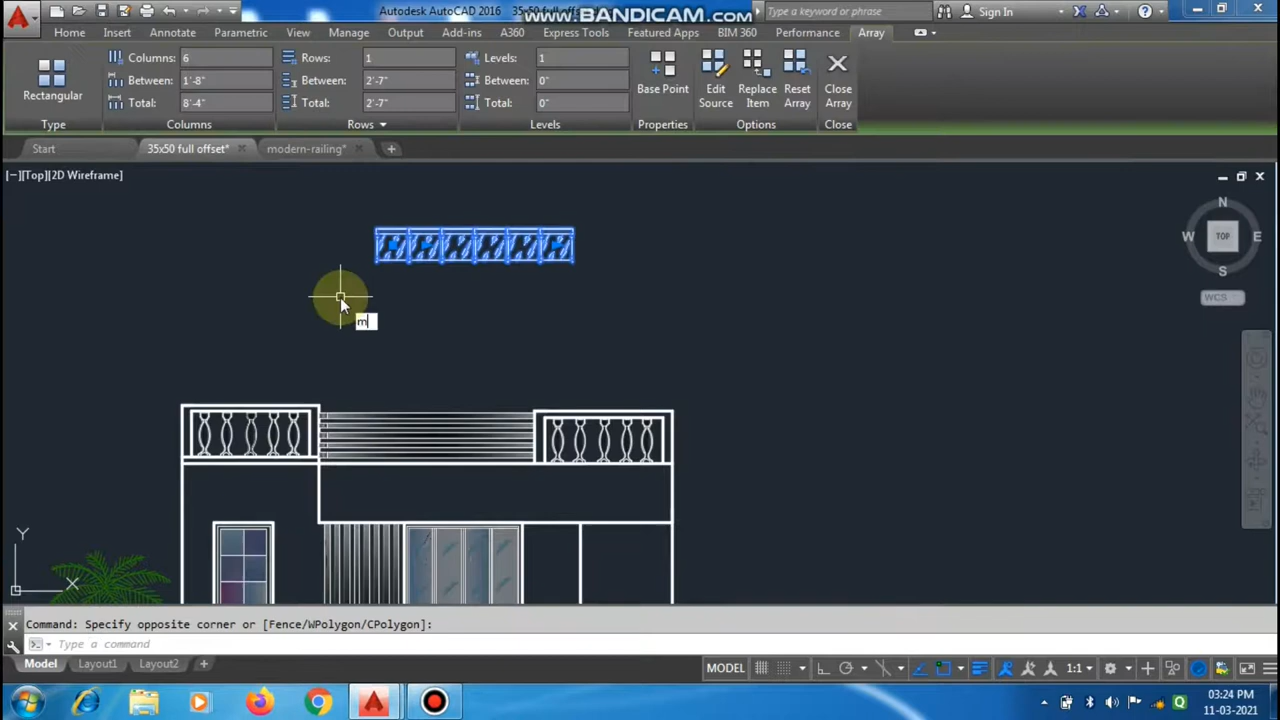 Autodesk AutoCAD 2016 35x50 full offs
www.BANDICAM.com
Type a keyword or phrase
Sign In
Home Insert Annotate Parametric View Manage Output Add-ins A360 Express Tools Featured Apps BIM 360 Performance Array
Columns: 6 Rows: 1 Levels: 1
Between: 1'-8" Between: 2'-7" Between: 0"
Total: 8'-4" Total: 2'-7" Total: 0"
Rectangular
Base Point
Edit Source
Replace Item
Reset Array
Close Array
Type Columns Rows Levels Properties Options Close
Start 35x50 full offset* modern-railing*
[−][Top][2D Wireframe]
N
W TOP E
S
WCS
m
Y
X
Command: Specify opposite corner or [Fence/WPolygon/CPolygon]:
Type a command
Model Layout1 Layout2 MODEL 1:1
03:24 PM
11-03-2021